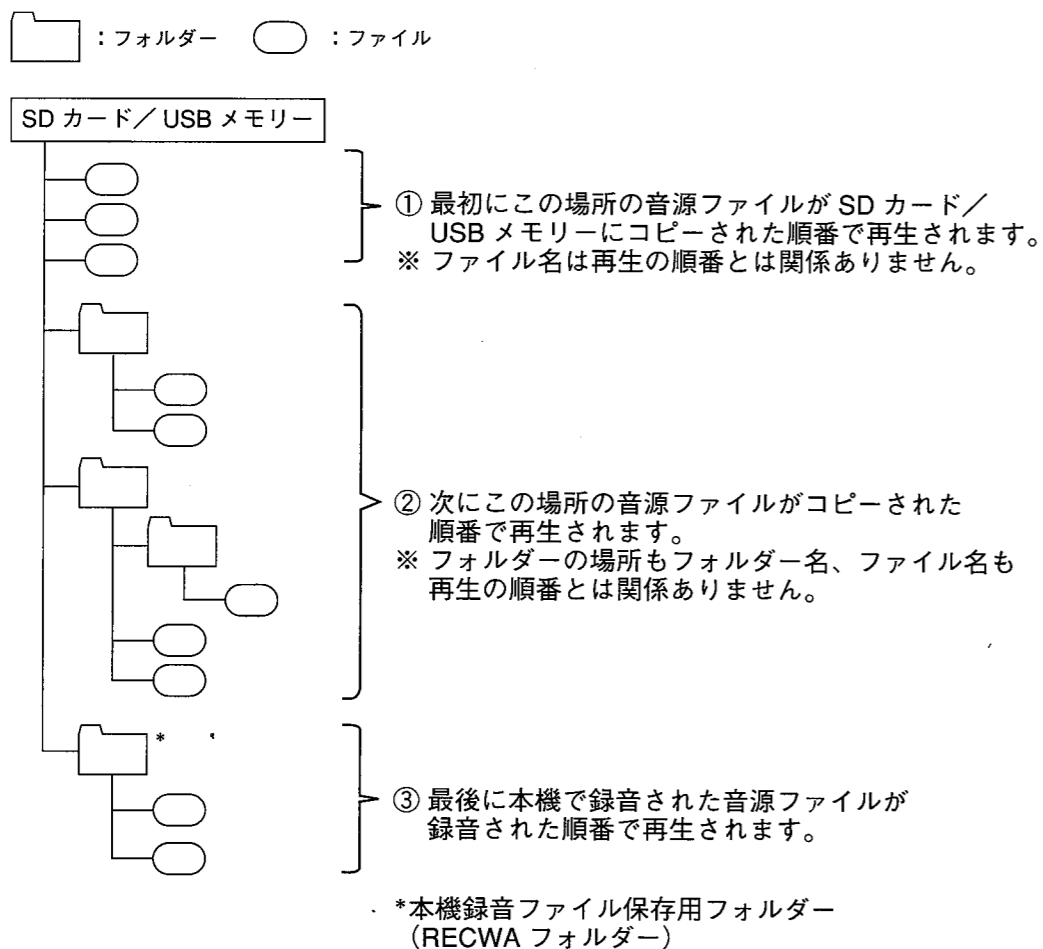 ：フォルダー ：ファイル
SD カード／ USB メモリー
① 最初にこの場所の音源ファイルが SD カード／
USB メモリーにコピーされた順番で再生されます。
※ ファイル名は再生の順番とは関係ありません。
② 次にこの場所の音源ファイルがコピーされた
順番で再生されます。
※ フォルダーの場所もフォルダー名、ファイル名も
再生の順番とは関係ありません。
*
③ 最後に本機で録音された音源ファイルが
録音された順番で再生されます。
*本機録音ファイル保存用フォルダー
（RECWA フォルダー）